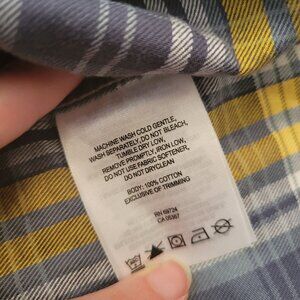 MACHINE WASH COLD GENTLE,
WASH SEPARATELY, DO NOT BLEACH,
TUMBLE DRY LOW,
REMOVE PROMPTLY, IRON LOW,
DO NOT USE FABRIC SOFTENER,
DO NOT DRYCLEAN
BODY: 100% COTTON
EXCLUSIVE OF TRIMMING
RN 69724
CA 05367